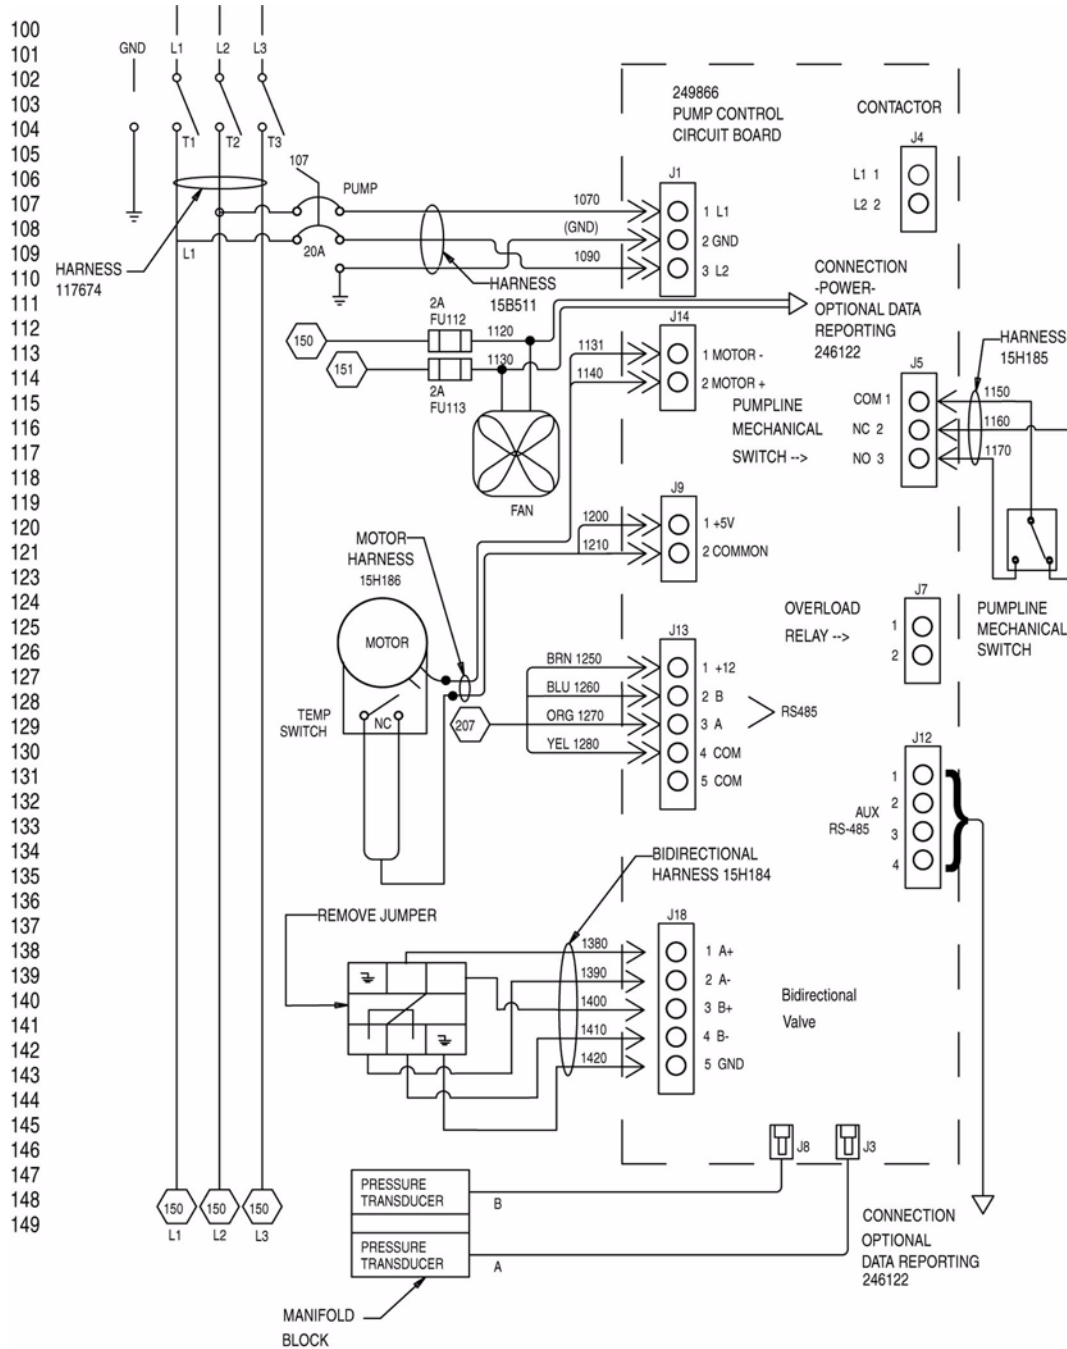 100
101
102
103
104
105
106
107
108
109
110
111
112
113
114
115
116
117
118
119
120
121
123
124
125
126
127
128
129
130
131
132
133
134
135
136
137
138
139
140
141
142
143
144
145
146
147
148
149
GND L1 L2 L3
T1 T2 T3
107
PUMP
20A
L1
HARNESS
117674
1070
(GND)
1090
HARNESS
15B511
249866
PUMP CONTROL
CIRCUIT BOARD
CONTACTOR
J4
L1 1
L2 2
J1
1 L1
2 GND
3 L2
CONNECTION
-POWER-
OPTIONAL DATA
REPORTING
246122
2A
FU112
150
1120
151
1130
2A
FU113
FAN
J14
1131
1 MOTOR -
1140
2 MOTOR +
PUMPLINE
MECHANICAL
SWITCH -->
J5
COM 1
NC 2
NO 3
HARNESS
15H185
1150
1160
1170
PUMPLINE
MECHANICAL
SWITCH
J9
1200
1 +5V
1210
2 COMMON
MOTOR
HARNESS
15H186
MOTOR
TEMP
SWITCH
NC
207
OVERLOAD
RELAY -->
J7
1
2
J13
BRN 1250
1 +12
BLU 1260
2 B
ORG 1270
3 A
YEL 1280
4 COM
5 COM
RS485
J12
1
2
3
4
AUX
RS-485
BIDIRECTIONAL
HARNESS 15H184
REMOVE JUMPER
J18
1380
1 A+
1390
2 A-
1400
3 B+
1410
4 B-
1420
5 GND
Bidirectional
Valve
J8
J3
150 150 150
L1 L2 L3
PRESSURE
TRANSDUCER
B
PRESSURE
TRANSDUCER
A
MANIFOLD
BLOCK
CONNECTION
OPTIONAL
DATA REPORTING
246122